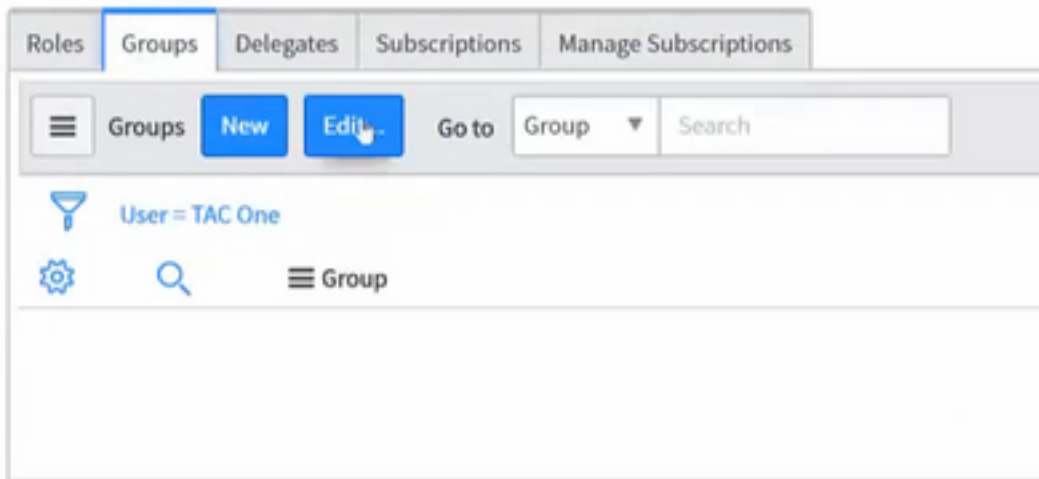 Roles Groups Delegates Subscriptions Manage Subscriptions
Groups New Edit... Go to Group Search
User = TAC One
Group